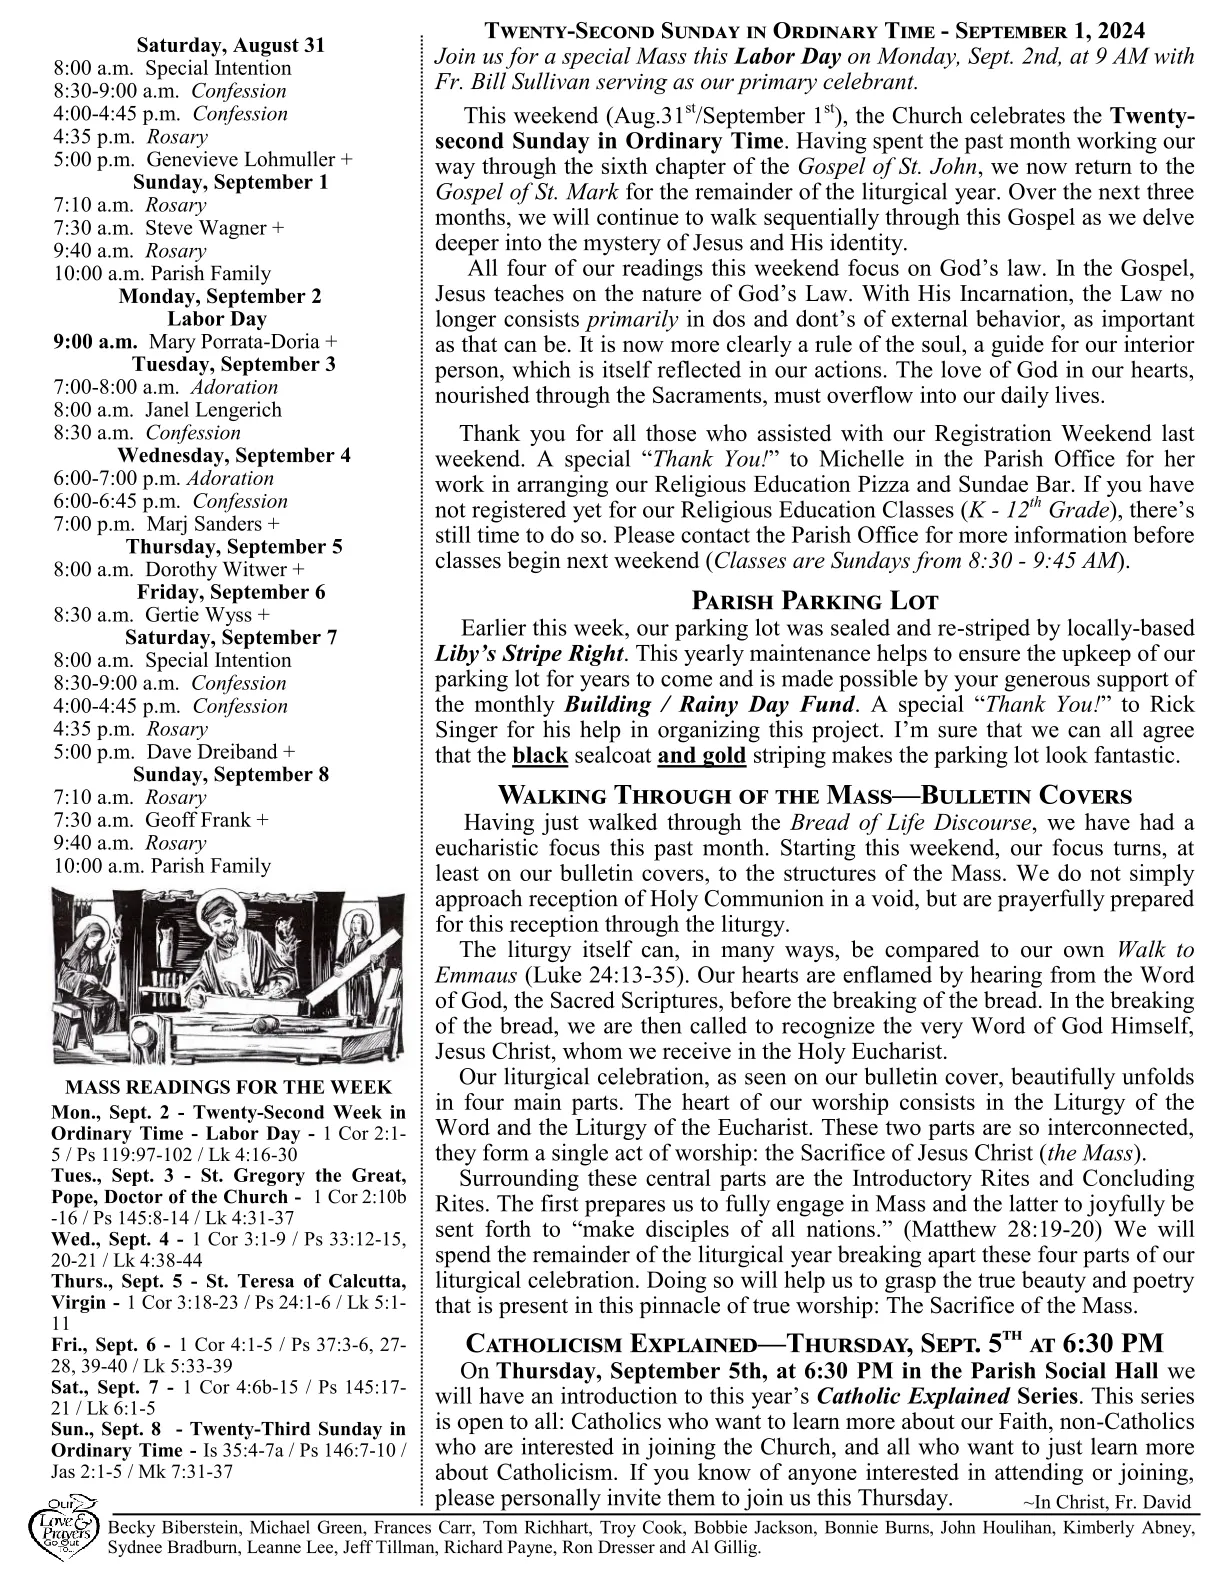 Saturday, August 31
8:00 a.m. Special Intention
8:30-9:00 a.m. Confession
4:00-4:45 p.m. Confession
4:35 p.m. Rosary
5:00 p.m. Genevieve Lohmuller +
Sunday, September 1
7:10 a.m. Rosary
7:30 a.m. Steve Wagner +
9:40 a.m. Rosary
10:00 a.m. Parish Family
Monday, September 2
Labor Day
9:00 a.m. Mary Porrata-Doria +
Tuesday, September 3
7:00-8:00 a.m. Adoration
8:00 a.m. Janel Lengerich
8:30 a.m. Confession
Wednesday, September 4
6:00-7:00 p.m. Adoration
6:00-6:45 p.m. Confession
7:00 p.m. Marj Sanders +
Thursday, September 5
8:00 a.m. Dorothy Witwer +
Friday, September 6
8:30 a.m. Gertie Wyss +
Saturday, September 7
8:00 a.m. Special Intention
8:30-9:00 a.m. Confession
4:00-4:45 p.m. Confession
4:35 p.m. Rosary
5:00 p.m. Dave Dreiband +
Sunday, September 8
7:10 a.m. Rosary
7:30 a.m. Geoff Frank +
9:40 a.m. Rosary
10:00 a.m. Parish Family
MASS READINGS FOR THE WEEK
Mon., Sept. 2 - Twenty-Second Week in
Ordinary Time - Labor Day - 1 Cor 2:1-
5 / Ps 119:97-102 / Lk 4:16-30
Tues., Sept. 3 - St. Gregory the Great,
Pope, Doctor of the Church - 1 Cor 2:10b
-16 / Ps 145:8-14 / Lk 4:31-37
Wed., Sept. 4 - 1 Cor 3:1-9 / Ps 33:12-15,
20-21 / Lk 4:38-44
Thurs., Sept. 5 - St. Teresa of Calcutta,
Virgin - 1 Cor 3:18-23 / Ps 24:1-6 / Lk 5:1-
11
Fri., Sept. 6 - 1 Cor 4:1-5 / Ps 37:3-6, 27-
28, 39-40 / Lk 5:33-39
Sat., Sept. 7 - 1 Cor 4:6b-15 / Ps 145:17-
21 / Lk 6:1-5
Sun., Sept. 8 - Twenty-Third Sunday in
Ordinary Time - Is 35:4-7a / Ps 146:7-10 /
Jas 2:1-5 / Mk 7:31-37
TWENTY-SECOND SUNDAY IN ORDINARY TIME - SEPTEMBER 1, 2024
Join us for a special Mass this Labor Day on Monday, Sept. 2nd, at 9 AM with
Fr. Bill Sullivan serving as our primary celebrant.
This weekend (Aug.31st/September 1st), the Church celebrates the Twenty-
second Sunday in Ordinary Time. Having spent the past month working our
way through the sixth chapter of the Gospel of St. John, we now return to the
Gospel of St. Mark for the remainder of the liturgical year. Over the next three
months, we will continue to walk sequentially through this Gospel as we delve
deeper into the mystery of Jesus and His identity.
All four of our readings this weekend focus on God's law. In the Gospel,
Jesus teaches on the nature of God's Law. With His Incarnation, the Law no
longer consists primarily in dos and dont's of external behavior, as important
as that can be. It is now more clearly a rule of the soul, a guide for our interior
person, which is itself reflected in our actions. The love of God in our hearts,
nourished through the Sacraments, must overflow into our daily lives.
Thank you for all those who assisted with our Registration Weekend last
weekend. A special "Thank You!" to Michelle in the Parish Office for her
work in arranging our Religious Education Pizza and Sundae Bar. If you have
not registered yet for our Religious Education Classes (K - 12th Grade), there's
still time to do so. Please contact the Parish Office for more information before
classes begin next weekend (Classes are Sundays from 8:30 - 9:45 AM).
PARISH PARKING LOT
Earlier this week, our parking lot was sealed and re-striped by locally-based
Liby's Stripe Right. This yearly maintenance helps to ensure the upkeep of our
parking lot for years to come and is made possible by your generous support of
the monthly Building / Rainy Day Fund. A special "Thank You!" to Rick
Singer for his help in organizing this project. I'm sure that we can all agree
that the black sealcoat and gold striping makes the parking lot look fantastic.
WALKING THROUGH OF THE MASS—BULLETIN COVERS
Having just walked through the Bread of Life Discourse, we have had a
eucharistic focus this past month. Starting this weekend, our focus turns, at
least on our bulletin covers, to the structures of the Mass. We do not simply
approach reception of Holy Communion in a void, but are prayerfully prepared
for this reception through the liturgy.
The liturgy itself can, in many ways, be compared to our own Walk to
Emmaus (Luke 24:13-35). Our hearts are enflamed by hearing from the Word
of God, the Sacred Scriptures, before the breaking of the bread. In the breaking
of the bread, we are then called to recognize the very Word of God Himself,
Jesus Christ, whom we receive in the Holy Eucharist.
Our liturgical celebration, as seen on our bulletin cover, beautifully unfolds
in four main parts. The heart of our worship consists in the Liturgy of the
Word and the Liturgy of the Eucharist. These two parts are so interconnected,
they form a single act of worship: the Sacrifice of Jesus Christ (the Mass).
Surrounding these central parts are the Introductory Rites and Concluding
Rites. The first prepares us to fully engage in Mass and the latter to joyfully be
sent forth to "make disciples of all nations." (Matthew 28:19-20) We will
spend the remainder of the liturgical year breaking apart these four parts of our
liturgical celebration. Doing so will help us to grasp the true beauty and poetry
that is present in this pinnacle of true worship: The Sacrifice of the Mass.
CATHOLICISM EXPLAINED—THURSDAY, SEPT. 5TH AT 6:30 PM
On Thursday, September 5th, at 6:30 PM in the Parish Social Hall we
will have an introduction to this year's Catholic Explained Series. This series
is open to all: Catholics who want to learn more about our Faith, non-Catholics
who are interested in joining the Church, and all who want to just learn more
about Catholicism. If you know of anyone interested in attending or joining,
please personally invite them to join us this Thursday. ~In Christ, Fr. David
Our
Love &
Prayers
Go Out
To...
Becky Biberstein, Michael Green, Frances Carr, Tom Richhart, Troy Cook, Bobbie Jackson, Bonnie Burns, John Houlihan, Kimberly Abney,
Sydnee Bradburn, Leanne Lee, Jeff Tillman, Richard Payne, Ron Dresser and Al Gillig.